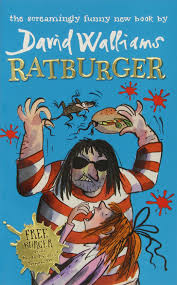 the screamingly funny new book by
David Walliams
RATBURGER
FREE
BURGER